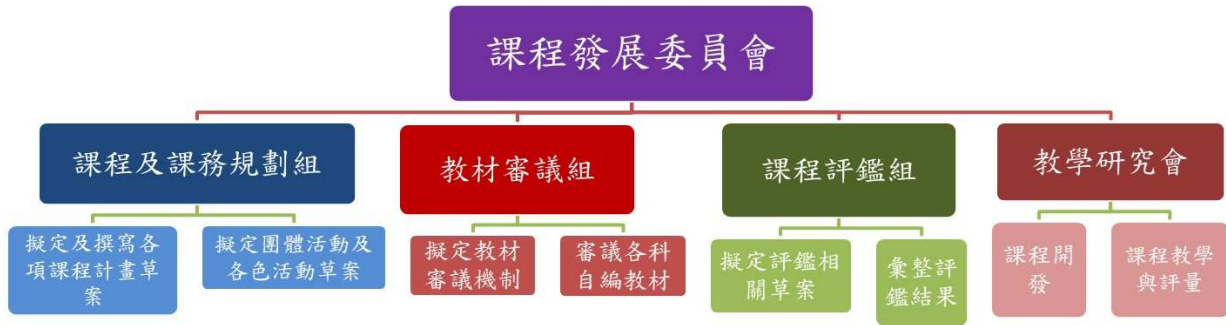 課程發展委員會
課程及課務規劃組
教材審議組
課程評鑑組
教學研究會
擬定及撰寫各
項課程計畫草
案
擬定團體活動及
各色活動草案
擬定教材
審議機制
審議各科
自編教材
擬定評鑑相
關草案
彙整評
鑑結果
課程開
發
課程教學
與評量